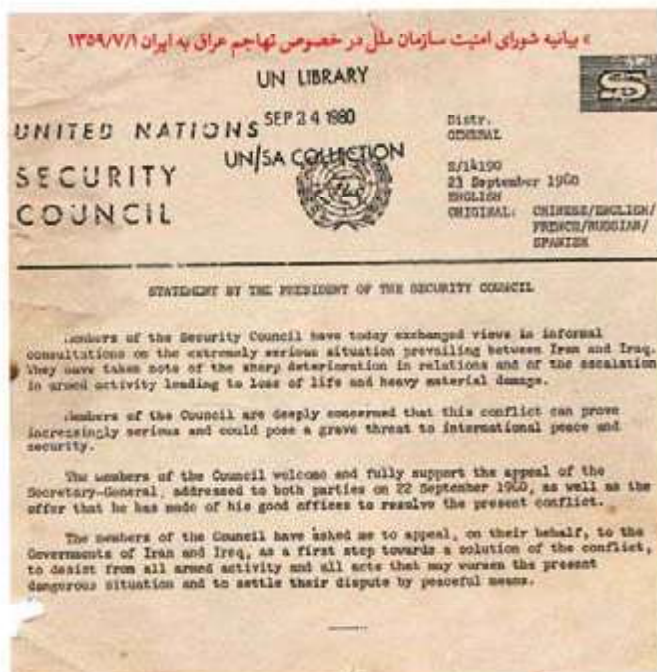 « بیانیه شورای امنیت سازمان ملل در خصوص تهاجم عراق به ایران ۱۳۵۹/۷/۱
UN LIBRARY
SEP 24 1980
UN/SA COLLECTION
UNITED NATIONS
SECURITY
COUNCIL
Distr.
GENERAL
S/14190
23 September 1980
ENGLISH
ORIGINAL: CHINESE/ENGLISH/
FRENCH/RUSSIAN/
SPANISH
STATEMENT BY THE PRESIDENT OF THE SECURITY COUNCIL
Members of the Security Council have today exchanged views in informal
consultations on the extremely serious situation prevailing between Iran and Iraq.
They have taken note of the sharp deterioration in relations and of the escalation
in armed activity leading to loss of life and heavy material damage.
Members of the Council are deeply concerned that this conflict can prove
increasingly serious and could pose a grave threat to international peace and
security.
The members of the Council welcome and fully support the appeal of the
Secretary-General, addressed to both parties on 22 September 1980, as well as the
offer that he has made of his good offices to resolve the present conflict.
The members of the Council have asked me to appeal, on their behalf, to the
Governments of Iran and Iraq, as a first step towards a solution of the conflict,
to desist from all armed activity and all acts that may worsen the present
dangerous situation and to settle their dispute by peaceful means.